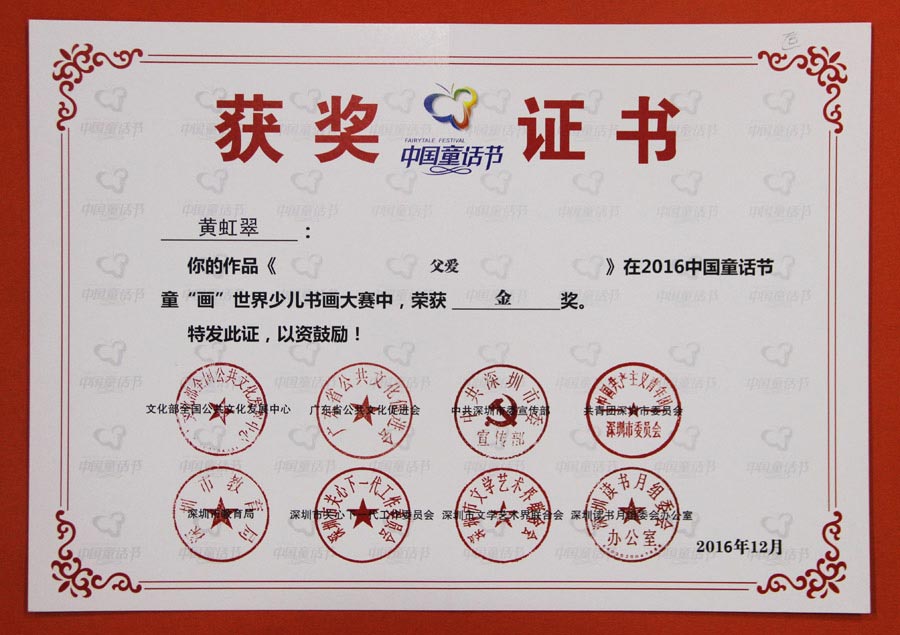 获奖 证书
FAIRYTALE FESTIVAL
中国童话节
黄虹翠：
你的作品《 父爱 》在2016中国童话节
童“画”世界少儿书画大赛中，荣获 金 奖。
特发此证，以资鼓励！
文化部全国公共文化发展中心 广东省公共文化促进会 中共深圳市委宣传部 共青团深圳市委员会
深圳市教育局 深圳市关心下一代工作委员会 深圳市文学艺术界联合会 深圳读书月组委会办公室
2016年12月